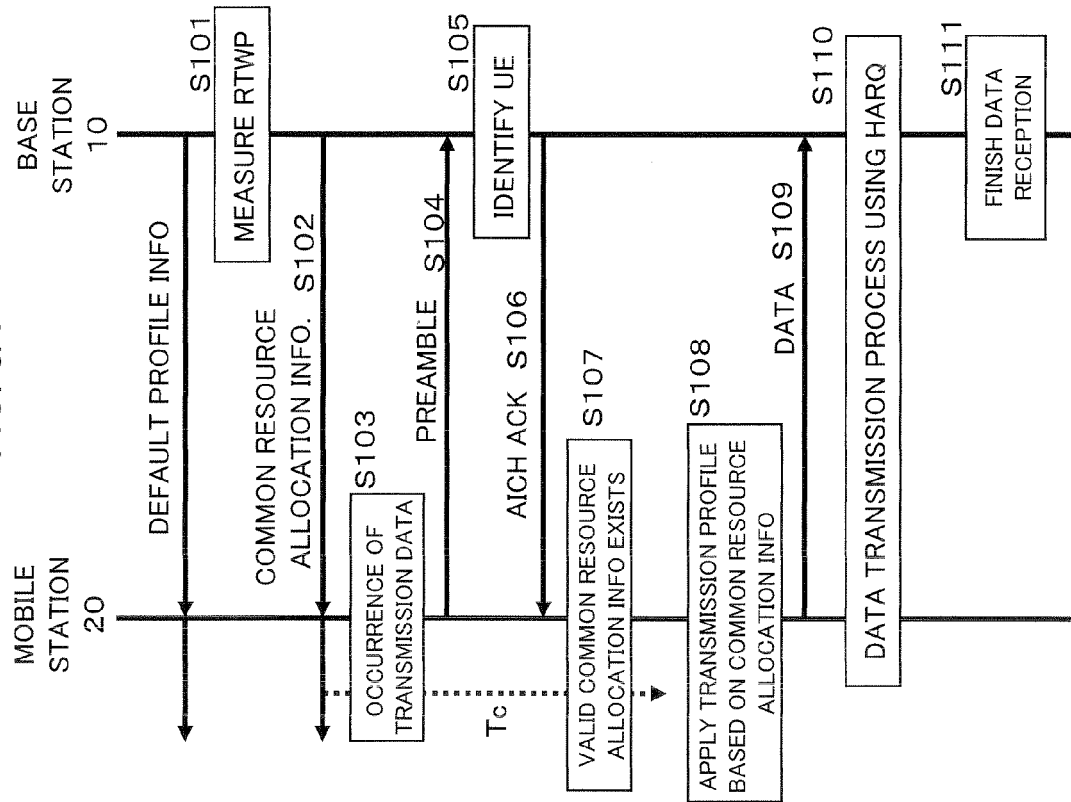 MOBILE
STATION
20
BASE
STATION
10
DEFAULT PROFILE INFO
S101
MEASURE RTWP
COMMON RESOURCE
ALLOCATION INFO. S102
S103
OCCURRENCE OF
TRANSMISSION DATA
PREAMBLE S104
S105
IDENTIFY UE
AICH ACK S106
Tc
S107
VALID COMMON RESOURCE
ALLOCATION INFO EXISTS
S108
APPLY TRANSMISSION PROFILE
BASED ON COMMON RESOURCE
ALLOCATION INFO
DATA S109
S110
DATA TRANSMISSION PROCESS USING HARQ
S111
FINISH DATA
RECEPTION